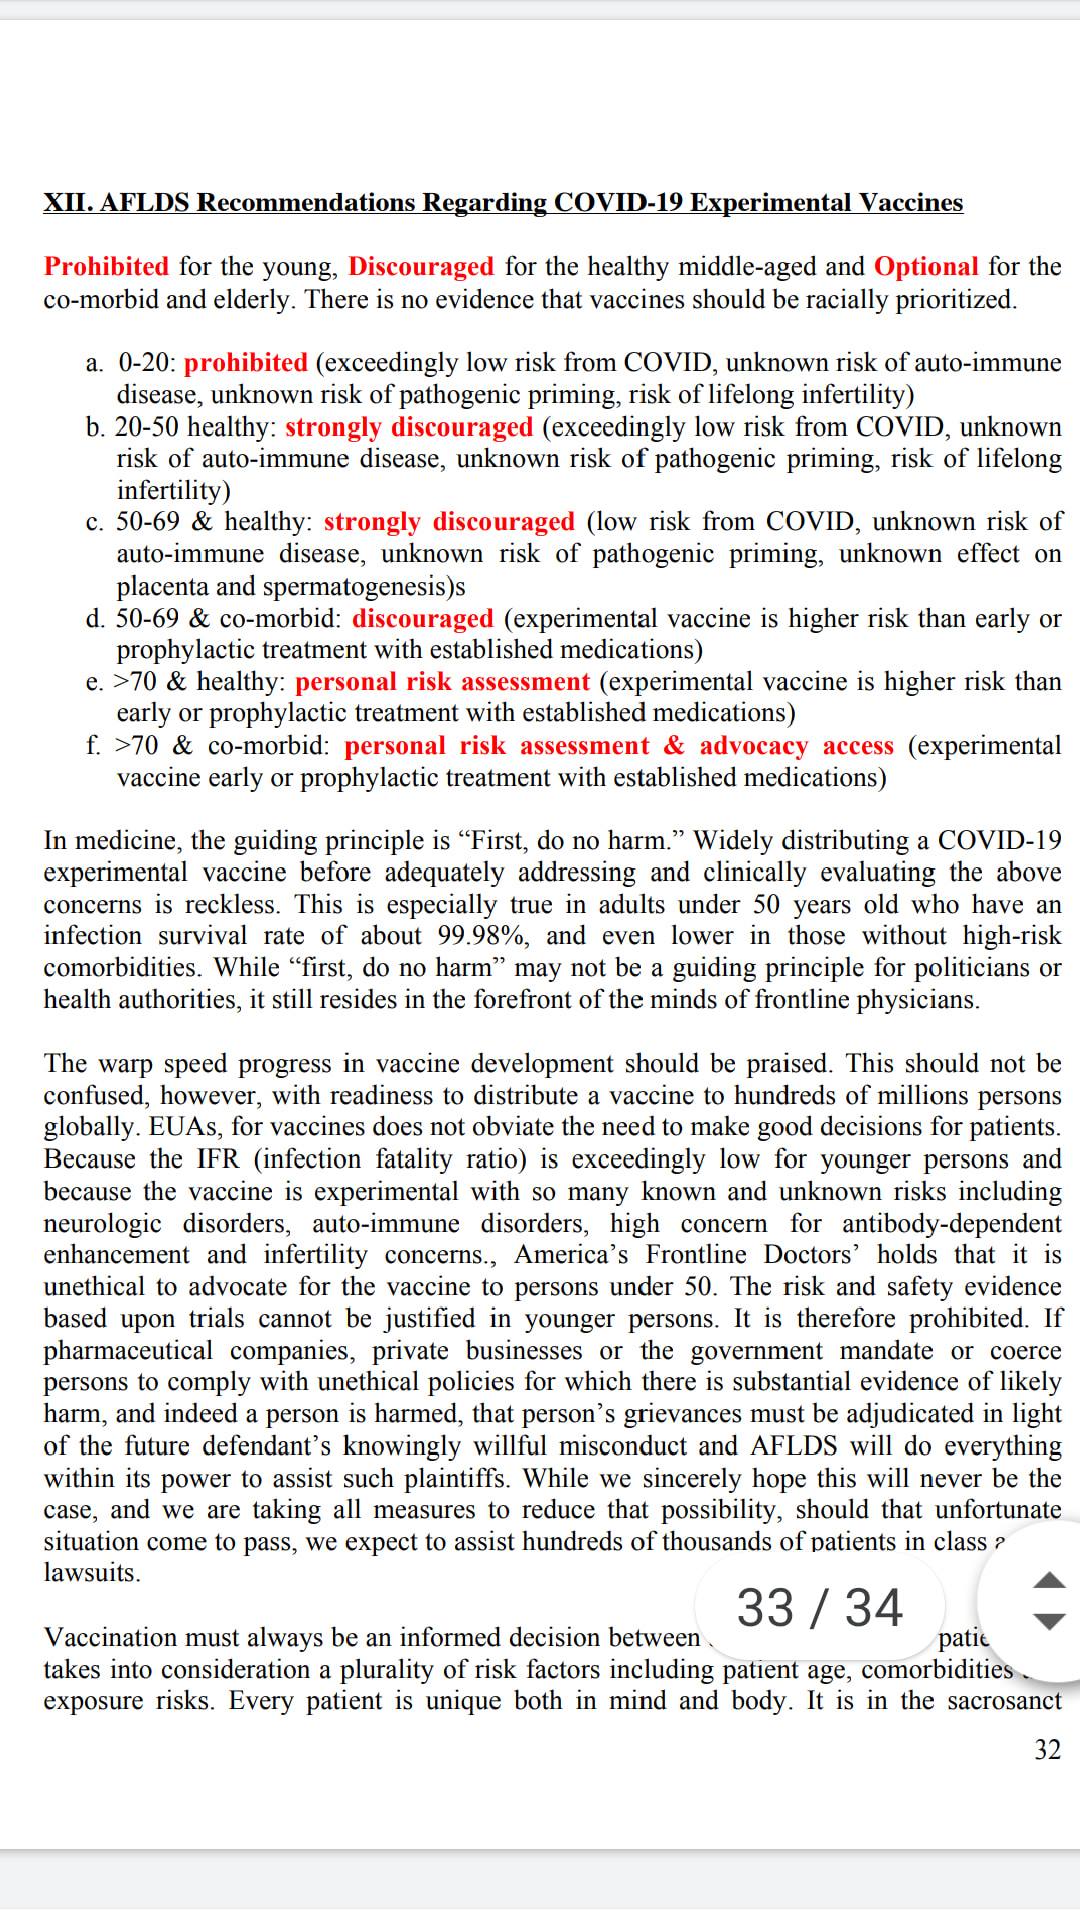 XII. AFLDS Recommendations Regarding COVID-19 Experimental Vaccines
Prohibited for the young, Discouraged for the healthy middle-aged and Optional for the
co-morbid and elderly. There is no evidence that vaccines should be racially prioritized.
a. 0-20: prohibited (exceedingly low risk from COVID, unknown risk of auto-immune
disease, unknown risk of pathogenic priming, risk of lifelong infertility)
b. 20-50 healthy: strongly discouraged (exceedingly low risk from COVID, unknown
risk of auto-immune disease, unknown risk of pathogenic priming, risk of lifelong
infertility)
c. 50-69 & healthy: strongly discouraged (low risk from COVID, unknown risk of
auto-immune disease, unknown risk of pathogenic priming, unknown effect on
placenta and spermatogenesis)s
d. 50-69 & co-morbid: discouraged (experimental vaccine is higher risk than early or
prophylactic treatment with established medications)
e. >70 & healthy: personal risk assessment (experimental vaccine is higher risk than
early or prophylactic treatment with established medications)
f. >70 & co-morbid: personal risk assessment & advocacy access (experimental
vaccine early or prophylactic treatment with established medications)
In medicine, the guiding principle is “First, do no harm.” Widely distributing a COVID-19
experimental vaccine before adequately addressing and clinically evaluating the above
concerns is reckless. This is especially true in adults under 50 years old who have an
infection survival rate of about 99.98%, and even lower in those without high-risk
comorbidities. While “first, do no harm” may not be a guiding principle for politicians or
health authorities, it still resides in the forefront of the minds of frontline physicians.
The warp speed progress in vaccine development should be praised. This should not be
confused, however, with readiness to distribute a vaccine to hundreds of millions persons
globally. EUAs, for vaccines does not obviate the need to make good decisions for patients.
Because the IFR (infection fatality ratio) is exceedingly low for younger persons and
because the vaccine is experimental with so many known and unknown risks including
neurologic disorders, auto-immune disorders, high concern for antibody-dependent
enhancement and infertility concerns., America’s Frontline Doctors’ holds that it is
unethical to advocate for the vaccine to persons under 50. The risk and safety evidence
based upon trials cannot be justified in younger persons. It is therefore prohibited. If
pharmaceutical companies, private businesses or the government mandate or coerce
persons to comply with unethical policies for which there is substantial evidence of likely
harm, and indeed a person is harmed, that person’s grievances must be adjudicated in light
of the future defendant’s knowingly willful misconduct and AFLDS will do everything
within its power to assist such plaintiffs. While we sincerely hope this will never be the
case, and we are taking all measures to reduce that possibility, should that unfortunate
situation come to pass, we expect to assist hundreds of thousands of patients in class
lawsuits.
33 / 34
Vaccination must always be an informed decision between
takes into consideration a plurality of risk factors including patient age, comorbidities
exposure risks. Every patient is unique both in mind and body. It is in the sacrosanct
32